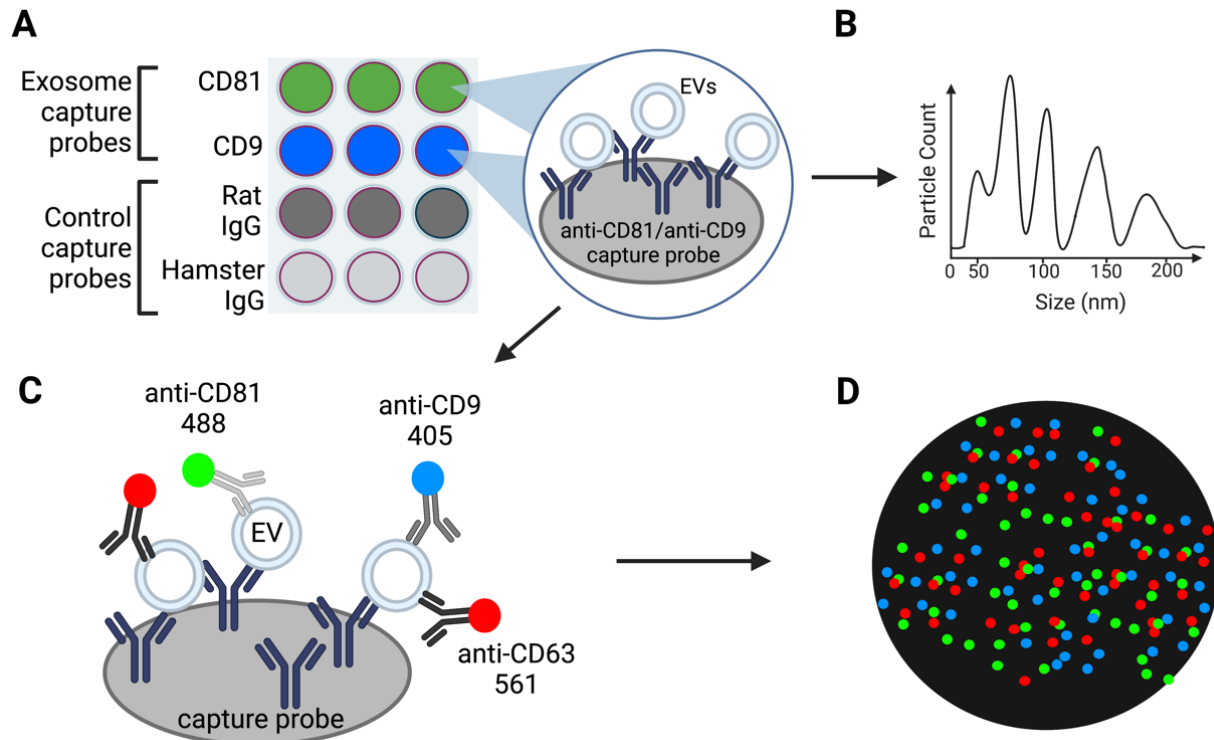 A
Exosome
capture
probes
CD81
CD9
Control
capture
probes
Rat
IgG
Hamster
IgG
EVs
anti-CD81/anti-CD9
capture probe
B
Particle Count
0 50 100 150 200
Size (nm)
C
anti-CD81
488
anti-CD9
405
EV
anti-CD63
561
capture probe
D